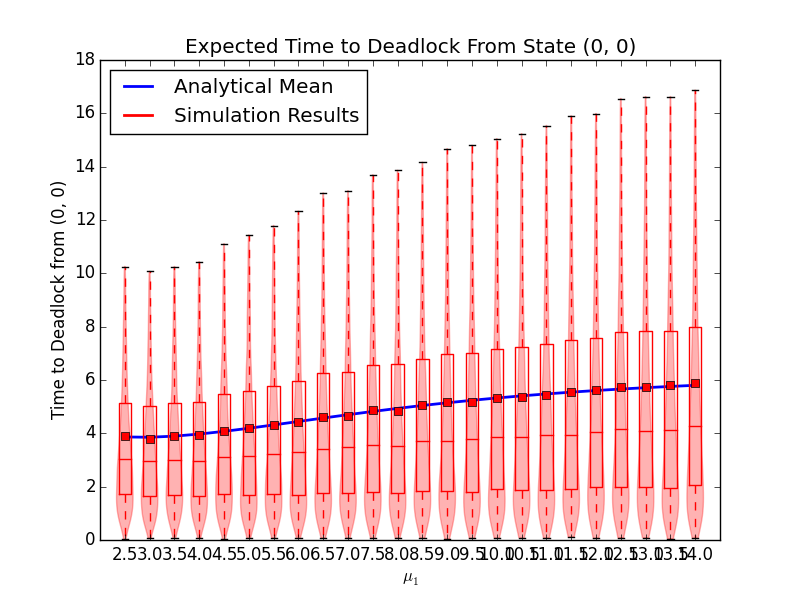 Expected Time to Deadlock From State (0, 0)
Analytical Mean
Simulation Results
Time to Deadlock from (0, 0)
18
16
14
12
10
8
6
4
2
0
2.5 3.0 3.5 4.0 4.5 5.0 5.5 6.0 6.5 7.0 7.5 8.0 8.5 9.0 9.5 10.0 10.5 11.0 11.5 12.0 12.5 13.0 13.5 14.0
μ₁